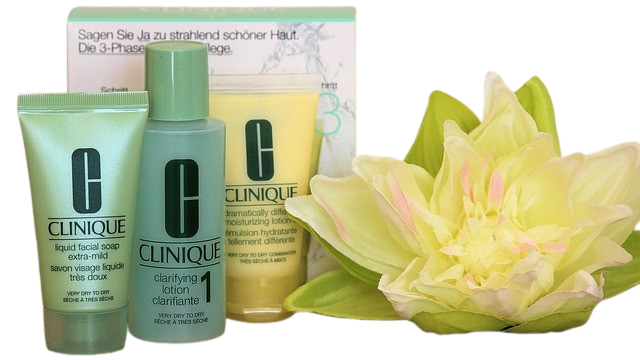 Sagen Sie Ja zu strahlend schöner Haut.
Die 3-Phase
lege.
Schritt
3
C
CLINIQUE
liquid facial soap
extra-mild
savon visage liquide
très doux
VERY DRY TO DRY
SÈCHE À TRÈS SÈCHE
C
CLINIQUE
clarifying
lotion
clarifiante
1
VERY DRY TO DRY
SÈCHE À TRÈS SÈCHE
C
CLINIQUE
dramatically diffe
moisturizing lotion
émulsion hydratante
tellement différente
VERY DRY TO DRY COMBINATION
TRÈS SÈCHE À MIXTE